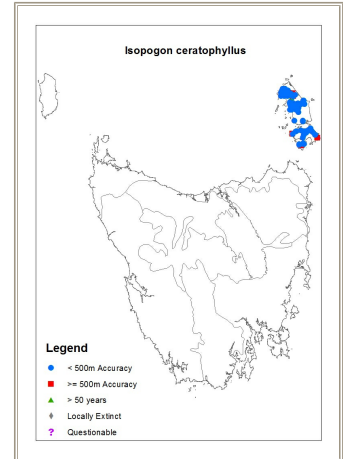 Isopogon ceratophyllus
Legend
< 500m Accuracy
>= 500m Accuracy
> 50 years
Locally Extinct
? Questionable